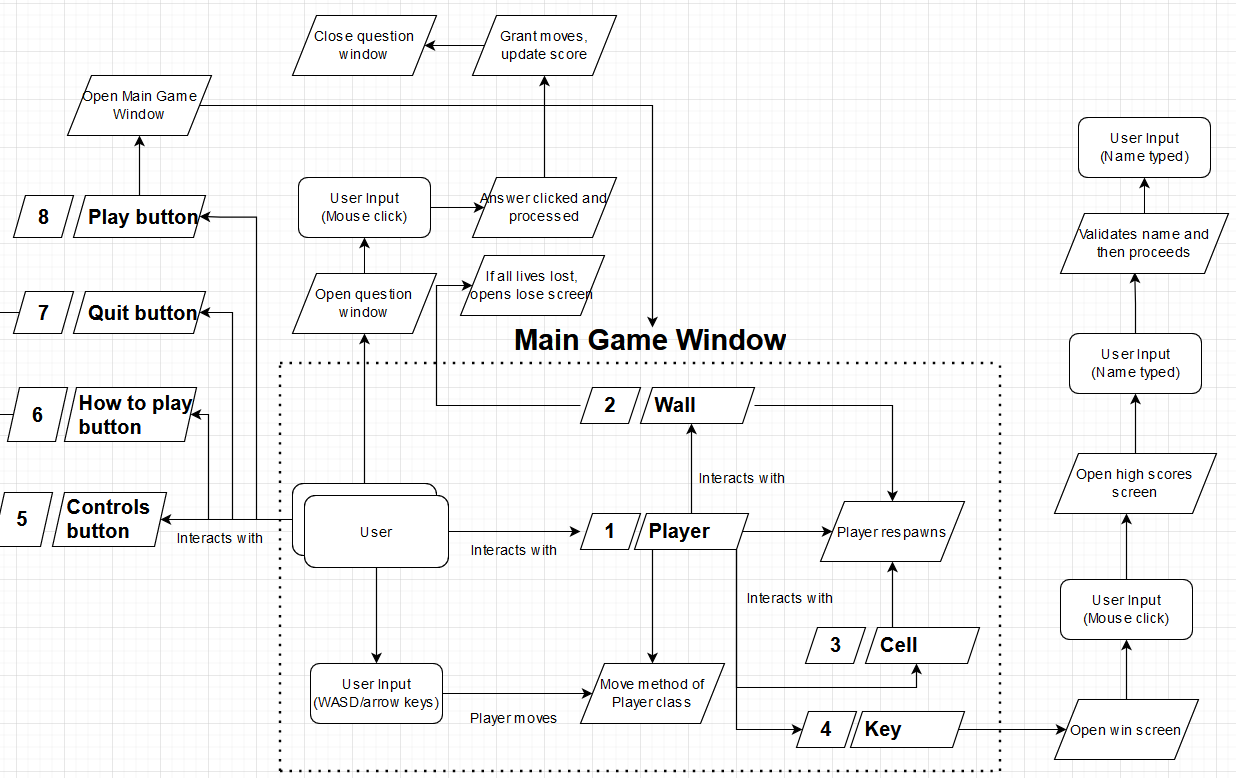 Close question
window
Grant moves,
update score
Open Main Game
Window
User Input
(Name typed)
8
Play button
User Input
(Mouse click)
Answer clicked and
processed
Validates name and
then proceeds
7
Quit button
Open question
window
If all lives lost,
opens lose screen
Main Game Window
User Input
(Name typed)
6
How to play
button
2
Wall
Interacts with
Open high scores
screen
5
Controls
button
Interacts with
User
Interacts with
1
Player
Player respawns
Interacts with
User Input
(Mouse click)
3
Cell
User Input
(WASD/arrow keys)
Player moves
Move method of
Player class
4
Key
Open win screen